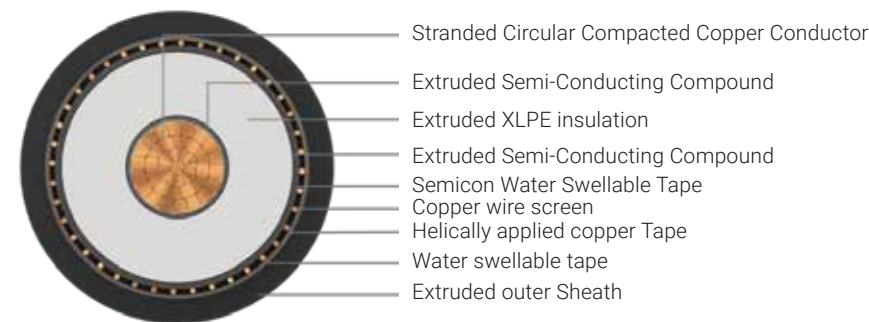 Stranded Circular Compacted Copper Conductor
Extruded Semi-Conducting Compound
Extruded XLPE insulation
Extruded Semi-Conducting Compound
Semicon Water Swellable Tape
Copper wire screen
Helically applied copper Tape
Water swellable tape
Extruded outer Sheath